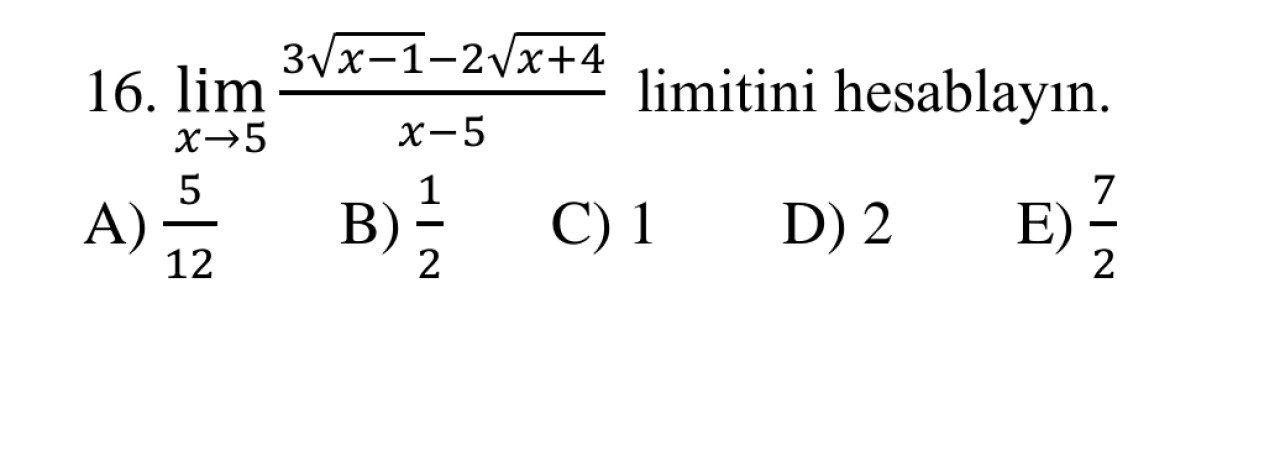 16. lim x→5 3√x−1−2√x+4 / x−5 limitini hesablayın.
A) 5/12 B) 1/2 C) 1 D) 2 E) 7/2